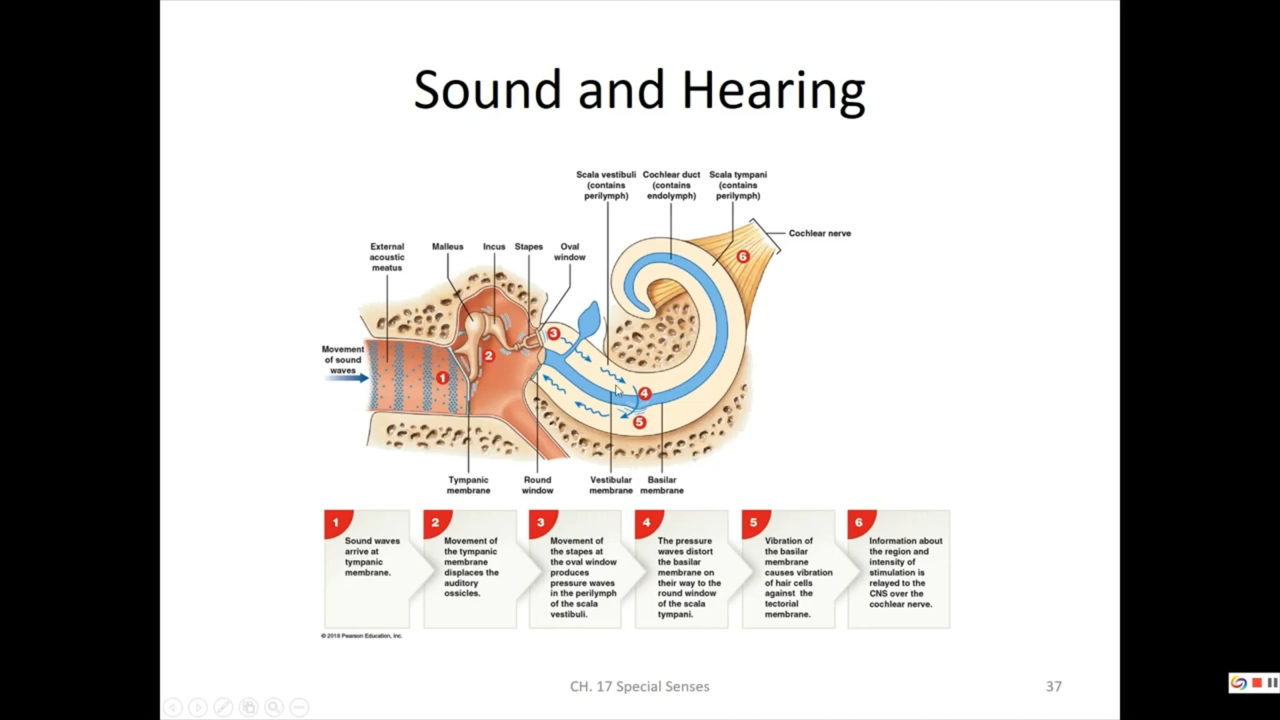 Sound and Hearing
Scala vestibuli
(contains
perilymph)
Cochlear duct
(contains
endolymph)
Scala tympani
(contains
perilymph)
Cochlear nerve
External
acoustic
meatus
Malleus
Incus
Stapes
Oval
window
Movement
of sound
waves
1
2
3
4
5
6
Tympanic
membrane
Round
window
Vestibular
membrane
Basilar
membrane
1
Sound waves
arrive at
tympanic
membrane.
2
Movement of
the tympanic
membrane
displaces the
auditory
ossicles.
3
Movement of
the stapes at
the oval window
produces
pressure waves
in the perilymph
of the scala
vestibuli.
4
The pressure
waves distort
the basilar
membrane on
their way to the
round window
of the scala
tympani.
5
Vibration of
the basilar
membrane
causes vibration
of hair cells
against the
tectorial
membrane.
6
Information about
the region and
intensity of
stimulation is
relayed to the
CNS over the
cochlear nerve.
© 2018 Pearson Education, Inc.
CH. 17 Special Senses
37